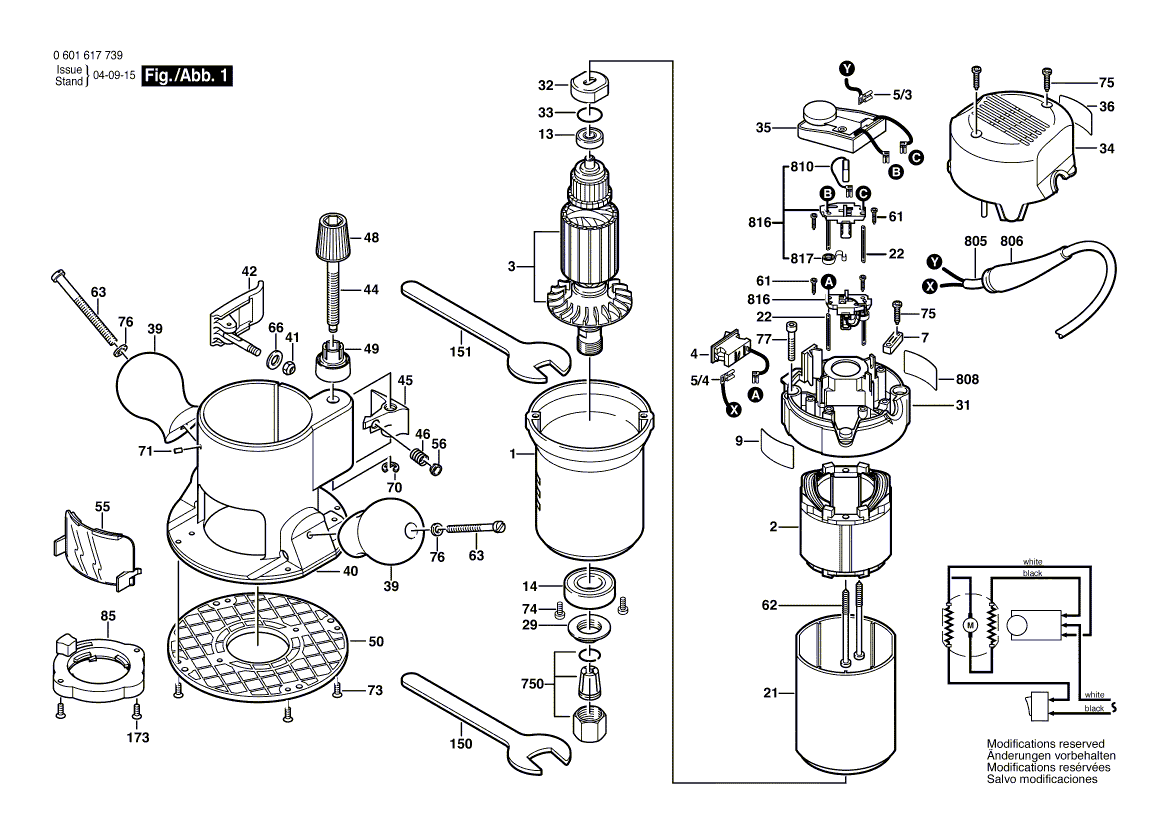 0 601 617 739
Issue
Stand
04-09-15
Fig./Abb. 1
32
33
13
3
48
44
49
42
63
76
39
66
41
45
46
56
70
71
55
40
39
76
63
85
50
73
173
151
1
14
74
29
750
150
Y
5/3
35
B
C
810
B
C
816
61
22
817
61
A
816
22
77
75
7
4
5/4
A
X
808
31
9
2
62
21
75
36
34
805
806
Y
X
white
black
M
white
black
Modifications reserved
Änderungen vorbehalten
Modifications resérvées
Salvo modificaciones